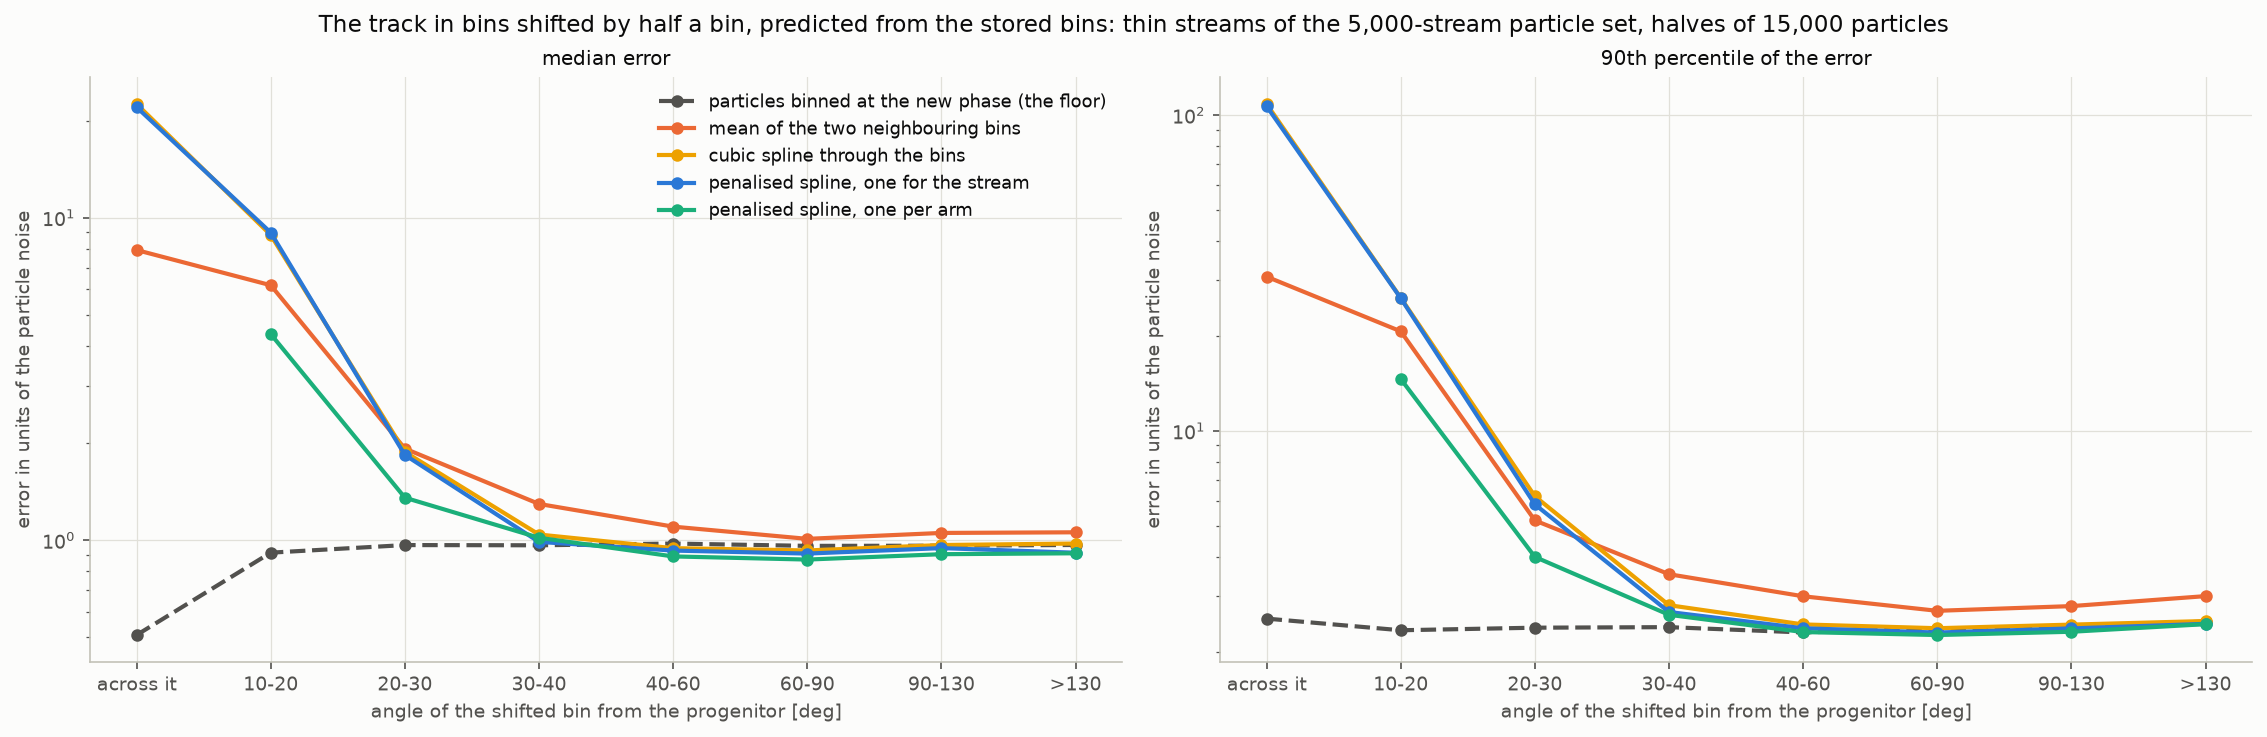 The track in bins shifted by half a bin, predicted from the stored bins: thin streams of the 5,000-stream particle set, halves of 15,000 particles
median error
particles binned at the new phase (the floor)
mean of the two neighbouring bins
cubic spline through the bins
penalised spline, one for the stream
penalised spline, one per arm
error in units of the particle noise
10¹
10⁰
across it
10-20
20-30
30-40
40-60
60-90
90-130
>130
angle of the shifted bin from the progenitor [deg]
90th percentile of the error
error in units of the particle noise
10²
10¹
across it
10-20
20-30
30-40
40-60
60-90
90-130
>130
angle of the shifted bin from the progenitor [deg]